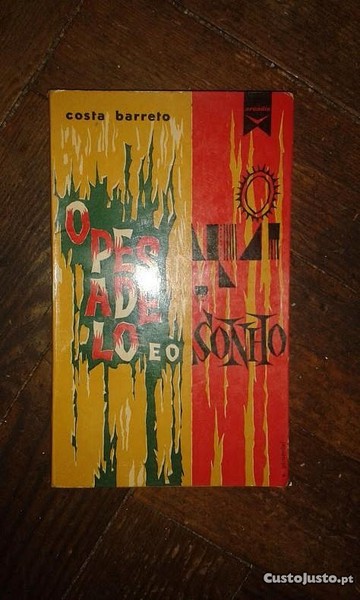 costa barreto
O PES
ADE
LO E O
SONHO
CustoJusto.pt